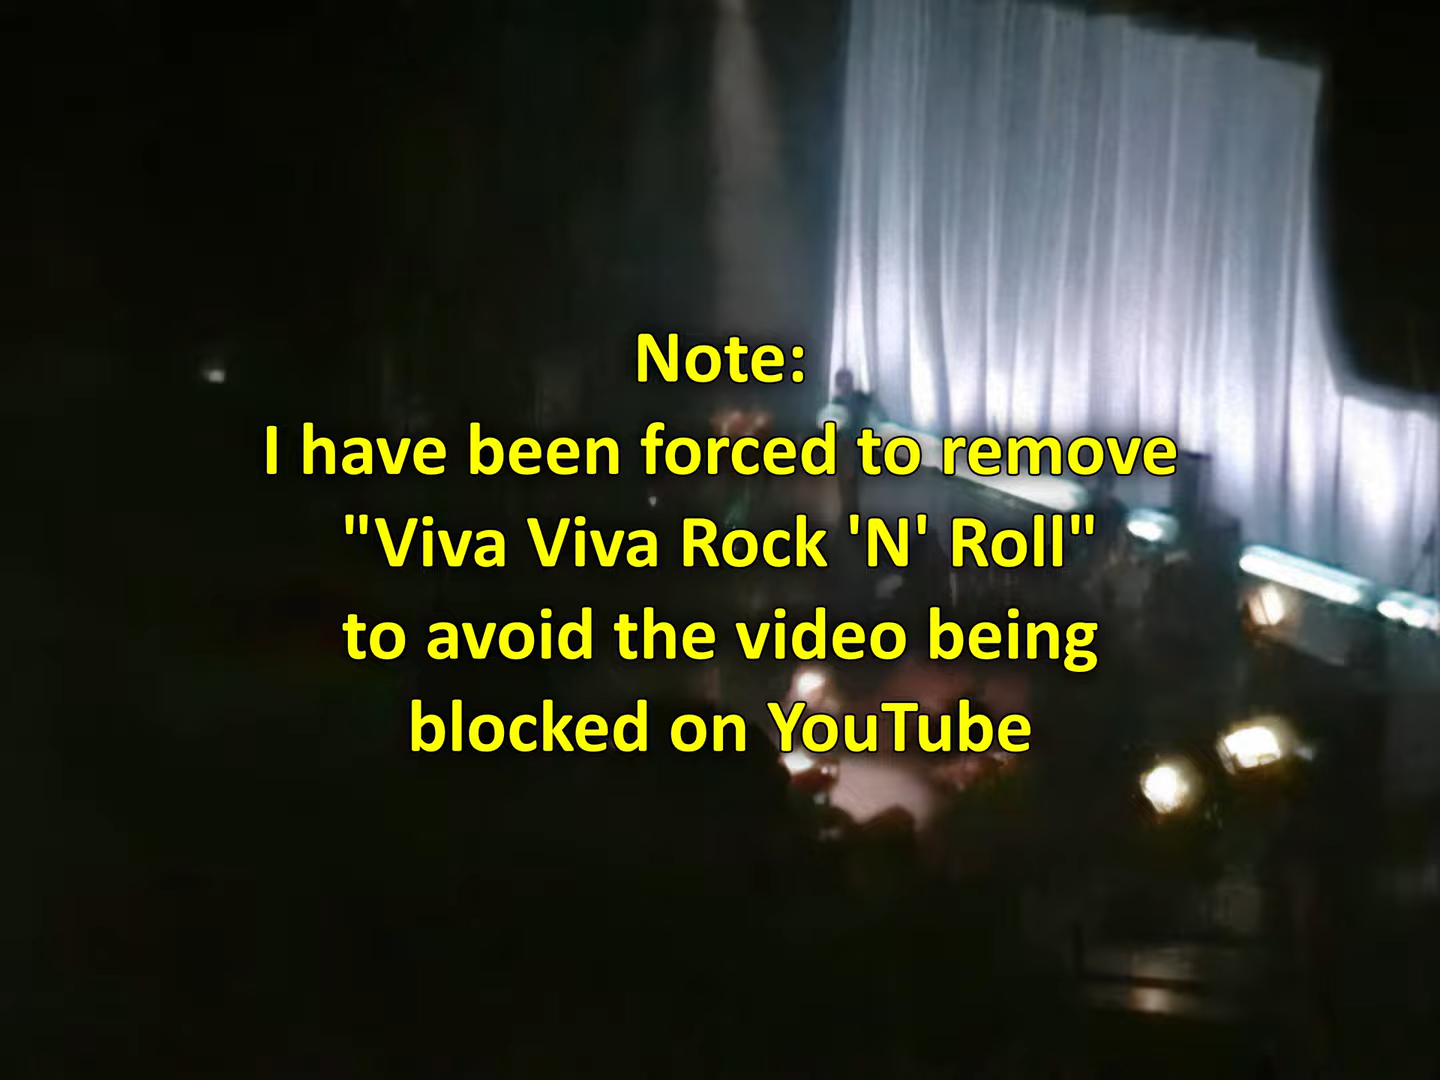 Note:
I have been forced to remove
"Viva Viva Rock 'N' Roll"
to avoid the video being
blocked on YouTube